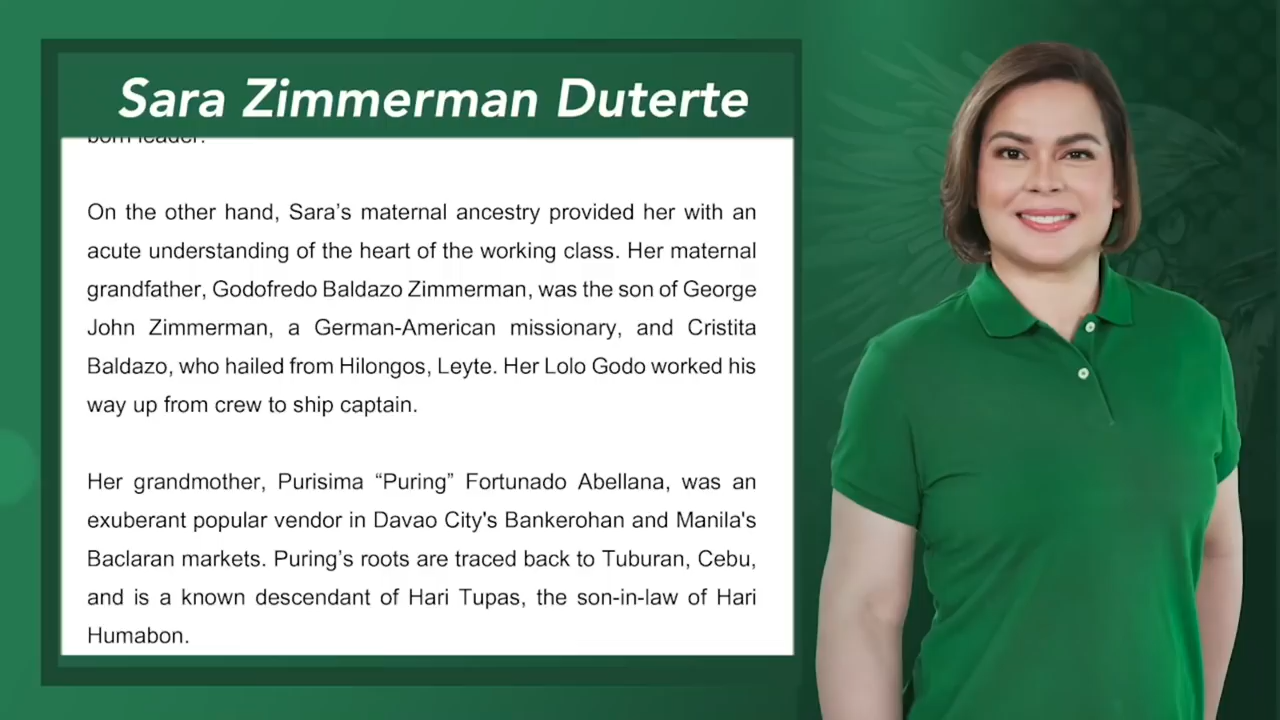 Sara Zimmerman Duterte
born leader.
On the other hand, Sara’s maternal ancestry provided her with an
acute understanding of the heart of the working class. Her maternal
grandfather, Godofredo Baldazo Zimmerman, was the son of George
John Zimmerman, a German-American missionary, and Cristita
Baldazo, who hailed from Hilongos, Leyte. Her Lolo Godo worked his
way up from crew to ship captain.
Her grandmother, Purisima “Puring” Fortunado Abellana, was an
exuberant popular vendor in Davao City's Bankerohan and Manila's
Baclaran markets. Puring’s roots are traced back to Tuburan, Cebu,
and is a known descendant of Hari Tupas, the son-in-law of Hari
Humabon.